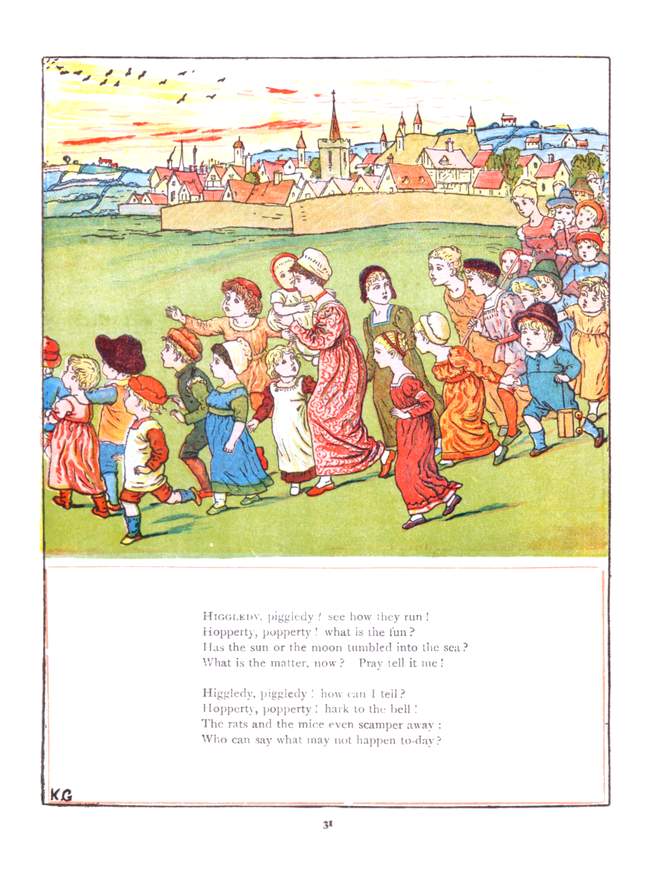 HIGGLEDY, piggledy! see how they run!
Hopperty, popperty! what is the fun?
Has the sun or the moon tumbled into the sea?
What is the matter, now? Pray tell it me!
Higgledy, piggledy! how can I tell?
Hopperty, popperty! hark to the bell!
The rats and the mice even scamper away;
Who can say what may not happen to-day?
KG
31